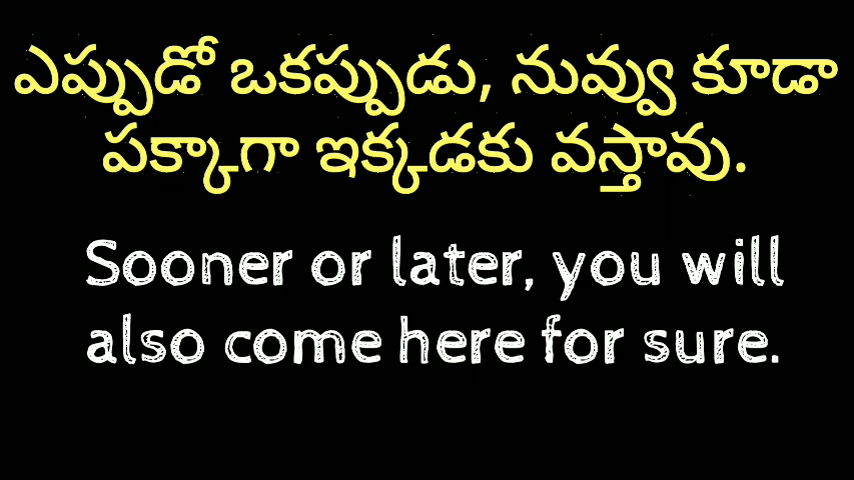 ఎప్పుడో ఒకప్పుడు, నువ్వు కూడా
పక్కాగా ఇక్కడకు వస్తావు.
Sooner or later, you will
also come here for sure.